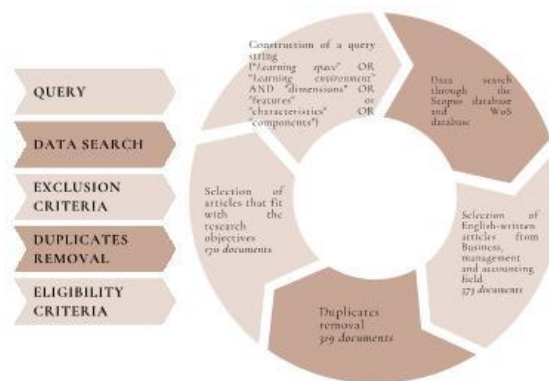 QUERY
DATA SEARCH
EXCLUSION
CRITERIA
DUPLICATES
REMOVAL
ELIGIBILITY
CRITERIA
Construction of a query
string
("Learning space" OR
"Learning environment"
AND "dimensions" OR
"features" or
"characteristics" OR
"components")
Data search
through the
Scopus database
and WoS
database
Selection of
English-written
articles from
Business,
management
and accounting
field
373 documents
Duplicates
removal
319 documents
Selection of
articles that fit
with the
research
objectives
documents